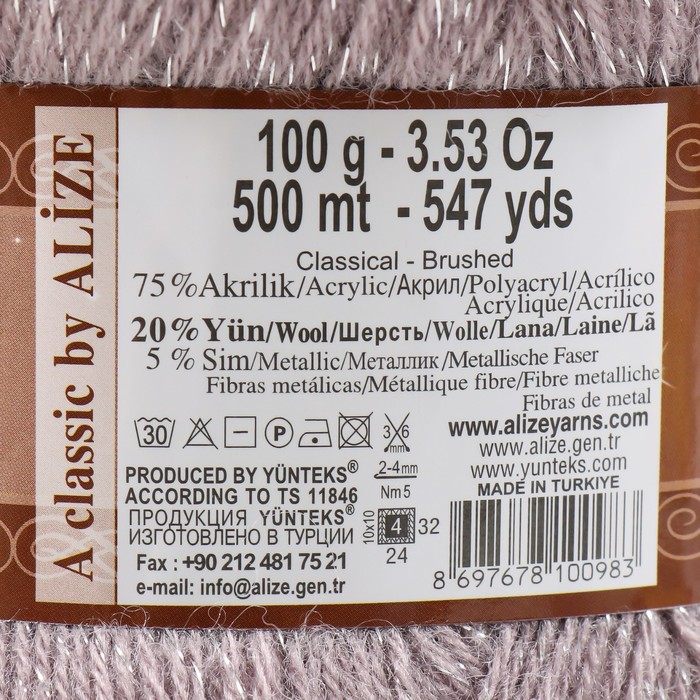 A classic by ALİZE
100 g - 3.53 Oz
500 mt - 547 yds
Classical - Brushed
75 % Akrilik/Acrylic/Акрил/Polyacryl/Acrílico
Acrylique/Acrilico
20 % Yün/Wool/Шерсть/Wolle/Lana/Laine/Lã
5 % Sim/Metallic/Металлик/Metallische Faser
Fibras metálicas/Métallique fibre/Fibre metalliche
Fibras de metal
www.alizeyarns.com
www.alize.gen.tr
www.yunteks.com
MADE IN TURKIYE
30 P 3 6
mm
2-4mm
Nm 5
PRODUCED BY YÜNTEKS®
ACCORDING TO TS 11846
ПРОДУКЦИЯ YÜNTEKS®
ИЗГОТОВЛЕНО В ТУРЦИИ
Fax : +90 212 481 75 21
e-mail: info@alize.gen.tr
10x10 4 32
24
8 697678 100983